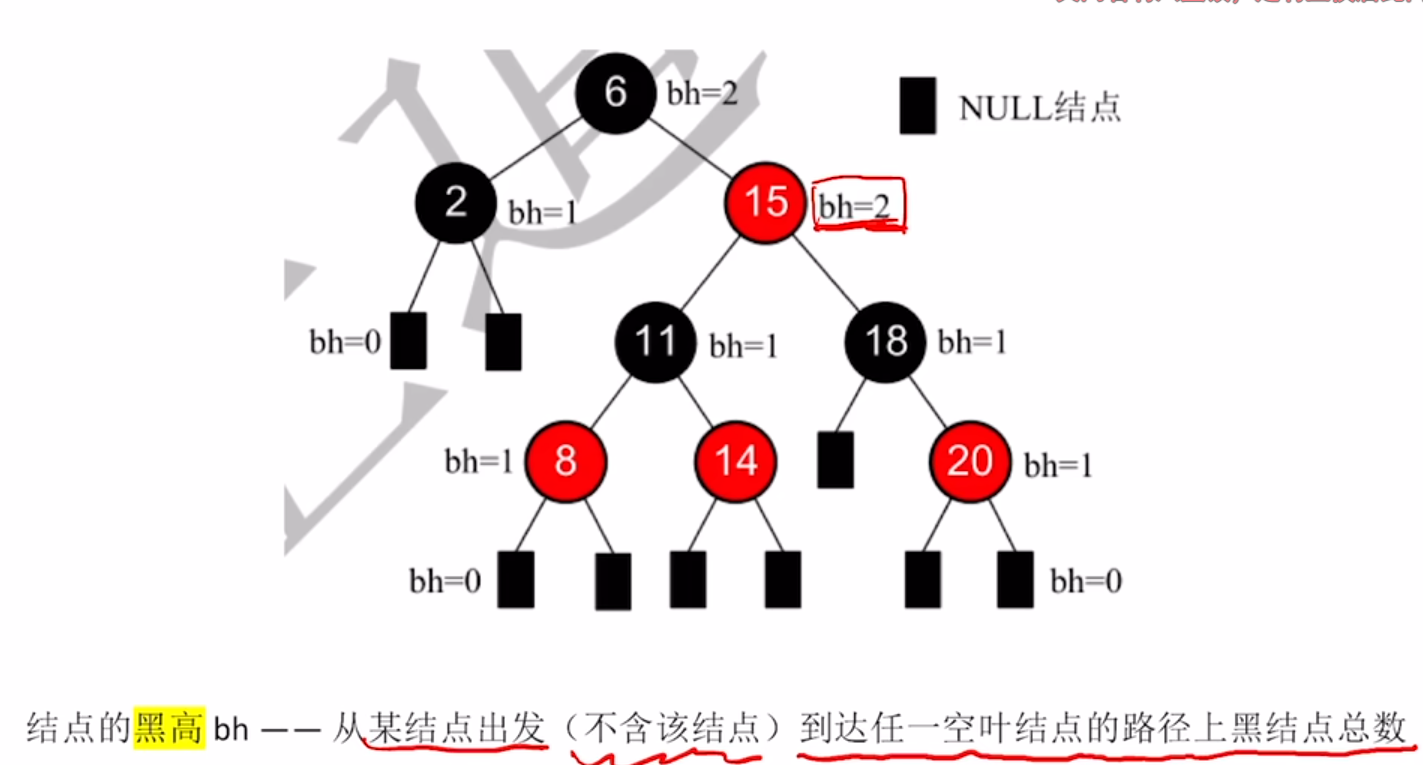 6 bh=2 NULL结点
2 bh=1 15 bh=2
bh=0 11 bh=1 18 bh=1
bh=1 8 14 20 bh=1
bh=0 bh=0
结点的黑高 bh —— 从某结点出发（不含该结点）到达任一空叶结点的路径上黑结点总数